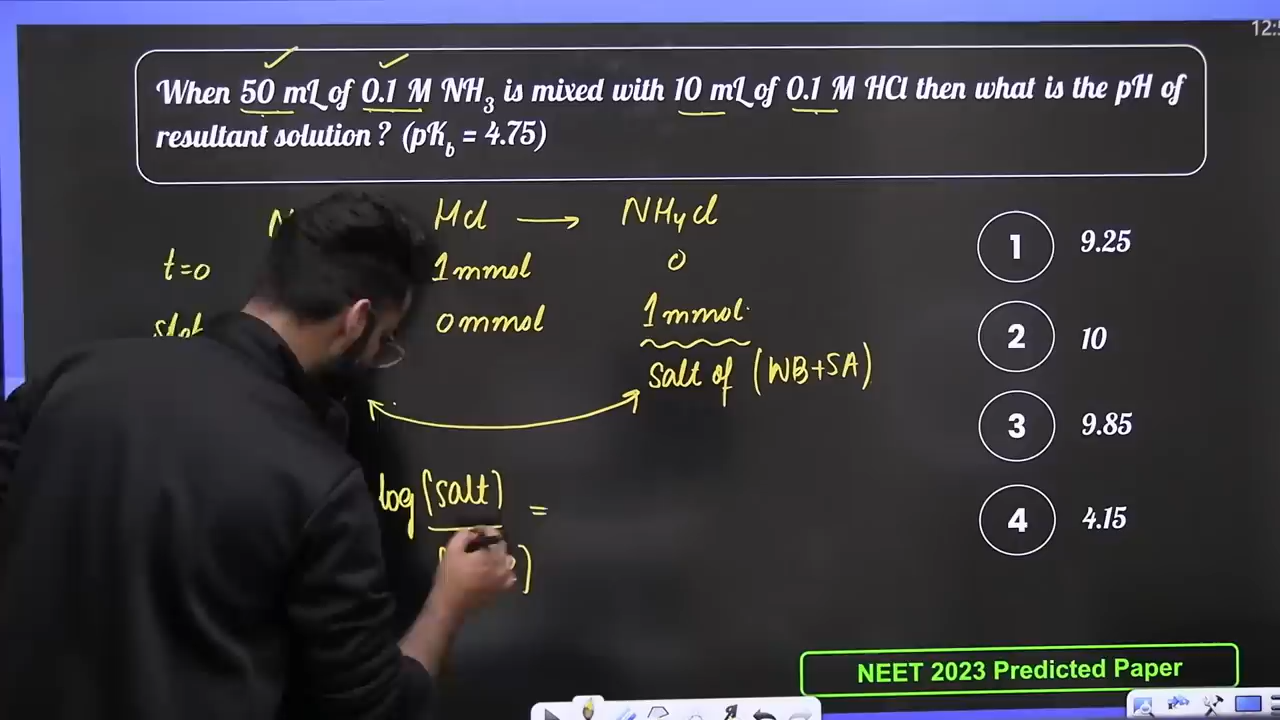 12:5
When 50 mL of 0.1 M NH3 is mixed with 10 mL of 0.1 M HCl then what is the pH of
resultant solution ? (pKb = 4.75)
N HCl → NH4Cl
t=0 1mmol 0
0mmol 1mmol.
Salt of (WB+SA)
log [Salt] =
1 9.25
2 10
3 9.85
4 4.15
NEET 2023 Predicted Paper